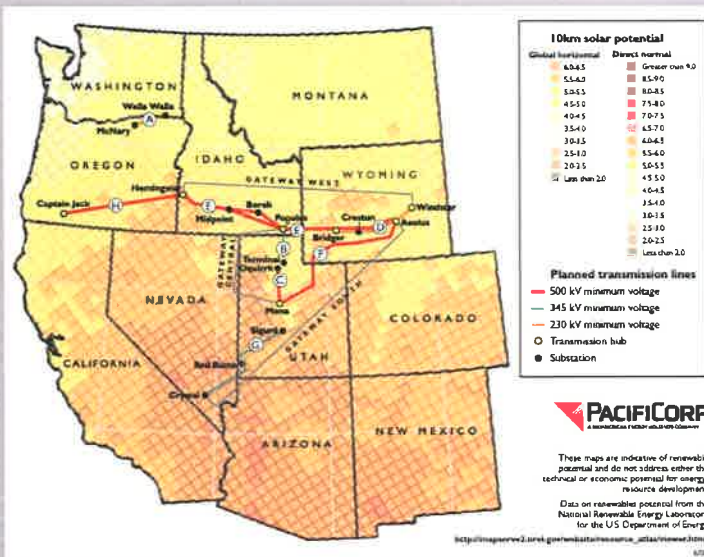 WASHINGTON
Walla Walla
A
McNary
MONTANA
OREGON
IDAHO
WYOMING
GATEWAY WEST
Hemingway
Captain Jack
H
E
Borah
Midpoint
Populus
E
Bridger
Creston
D
Windstar
Aeolus
F
B
Terminal
Oquirrh
C
GATEWAY
CENTRAL
Mona
GATEWAY SOUTH
Sigurd
G
Red Butte
Crystal
NEVADA
UTAH
COLORADO
CALIFORNIA
ARIZONA
NEW MEXICO
10km solar potential
Global horizontal
6.0-6.5
5.5-6.0
5.0-5.5
4.5-5.0
4.0-4.5
3.5-4.0
3.0-3.5
2.5-3.0
2.0-2.5
Less than 2.0
Direct normal
Greater than 9.0
8.5-9.0
8.0-8.5
7.5-8.0
7.0-7.5
6.5-7.0
6.0-6.5
5.5-6.0
5.0-5.5
4.5-5.0
4.0-4.5
3.5-4.0
3.0-3.5
2.5-3.0
2.0-2.5
Less than 2.0
Planned transmission lines
500 kV minimum voltage
345 kV minimum voltage
230 kV minimum voltage
Transmission hub
Substation
PACIFICORP
A MIDAMERICAN ENERGY HOLDINGS COMPANY
These maps are indicative of renewabl
potential and do not address either th
technical or economic potential for energy
resource developmen
Data on renewables potential from th
National Renewable Energy Laborator
for the US Department of Energ